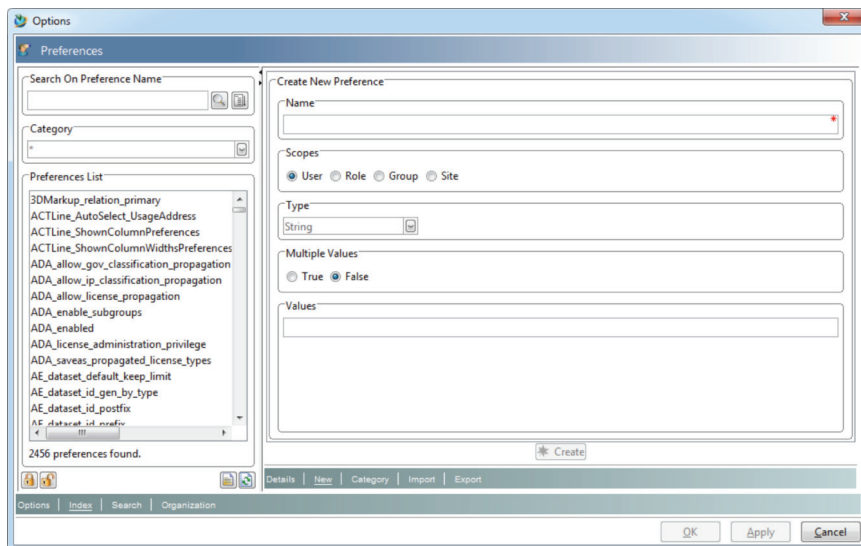 Options
Preferences
Search On Preference Name
Category
*
Preferences List
3DMarkup_relation_primary
ACTLine_AutoSelect_UsageAddress
ACTLine_ShownColumnPreferences
ACTLine_ShownColumnWidthsPreferences
ADA_allow_gov_classification_propagation
ADA_allow_ip_classification_propagation
ADA_allow_license_propagation
ADA_enable_subgroups
ADA_enabled
ADA_license_administration_privilege
ADA_saveas_propagated_license_types
AE_dataset_default_keep_limit
AE_dataset_id_gen_by_type
AE_dataset_id_postfix
AE_dataset_id_prefix
2456 preferences found.
Create New Preference
Name
*
Scopes
User Role Group Site
Type
String
Multiple Values
True False
Values
Create
Details New Category Import Export
Options Index Search Organization
OK Apply Cancel